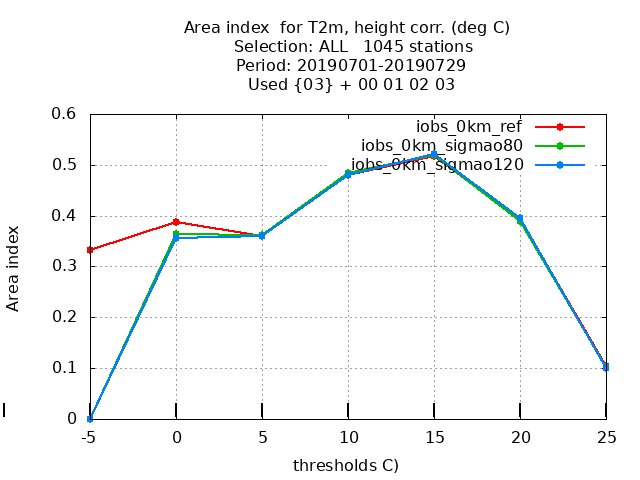 Area index  for T2m, height corr. (deg C)
Selection: ALL   1045 stations
Period: 20190701-20190729
Used {03} + 00 01 02 03
iobs_0km_ref
iobs_0km_sigmao80
iobs_0km_sigmao120
Area index
0.6
0.5
0.4
0.3
0.2
0.1
0
-5 0 5 10 15 20 25
thresholds C)